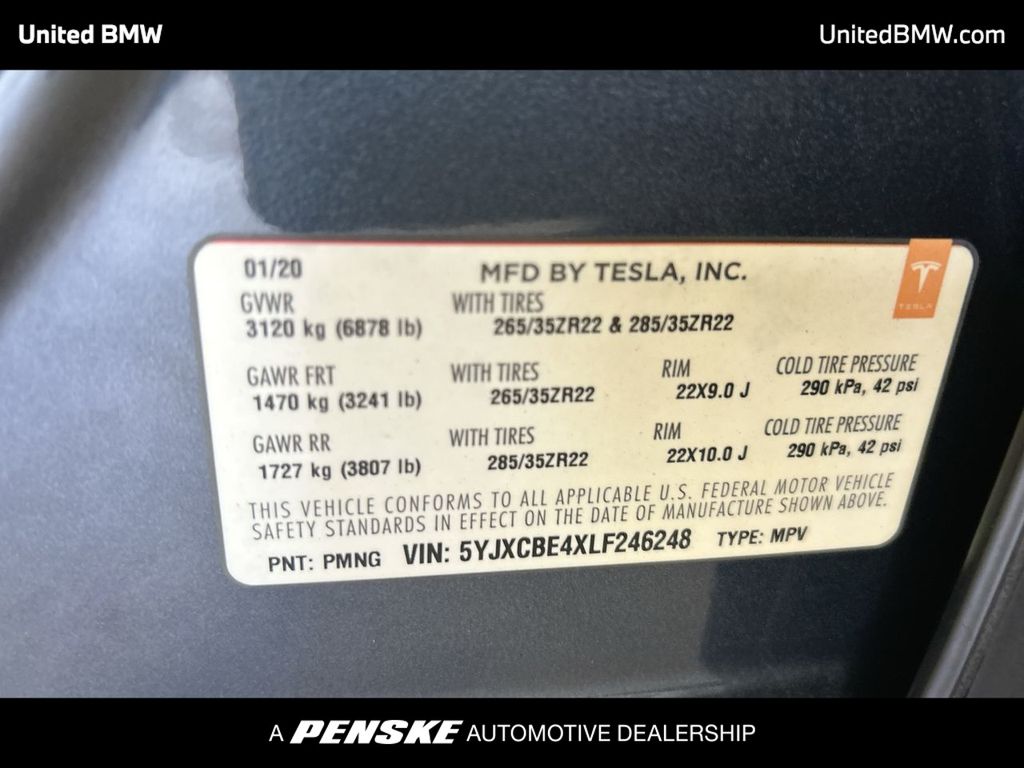 United BMW
UnitedBMW.com
01/20 MFD BY TESLA, INC.
TESLA
GVWR WITH TIRES
3120 kg (6878 lb) 265/35ZR22 & 285/35ZR22
GAWR FRT WITH TIRES RIM COLD TIRE PRESSURE
1470 kg (3241 lb) 265/35ZR22 22X9.0 J 290 kPa, 42 psi
GAWR RR WITH TIRES RIM COLD TIRE PRESSURE
1727 kg (3807 lb) 285/35ZR22 22X10.0 J 290 kPa, 42 psi
THIS VEHICLE CONFORMS TO ALL APPLICABLE U.S. FEDERAL MOTOR VEHICLE
SAFETY STANDARDS IN EFFECT ON THE DATE OF MANUFACTURE SHOWN ABOVE.
PNT: PMNG VIN: 5YJXCBE4XLF246248 TYPE: MPV
A PENSKE AUTOMOTIVE DEALERSHIP